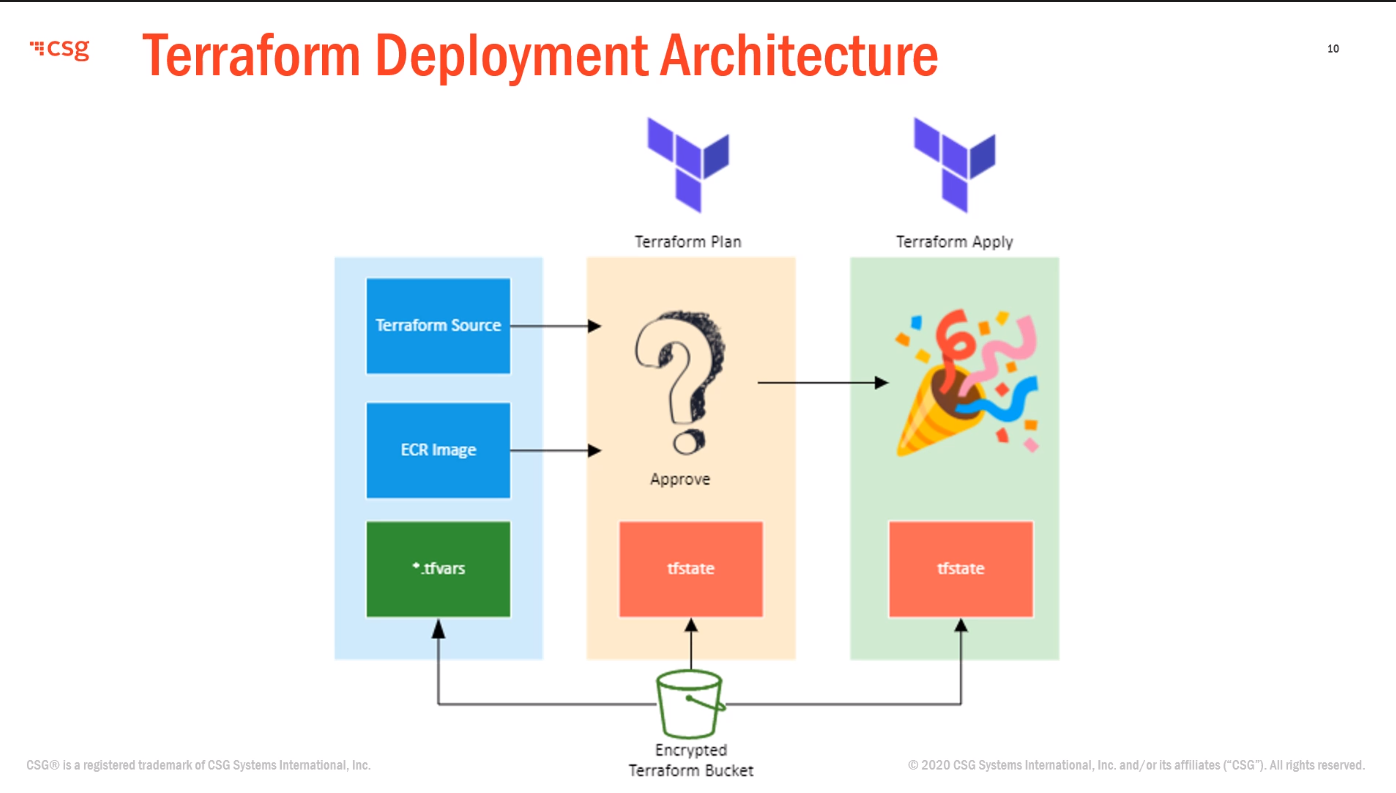 csg
Terraform Deployment Architecture
10
Terraform Plan
Terraform Apply
Terraform Source
ECR Image
Approve
*.tfvars
tfstate
tfstate
Encrypted
Terraform Bucket
CSG® is a registered trademark of CSG Systems International, Inc.
© 2020 CSG Systems International, Inc. and/or its affiliates (“CSG”). All rights reserved.